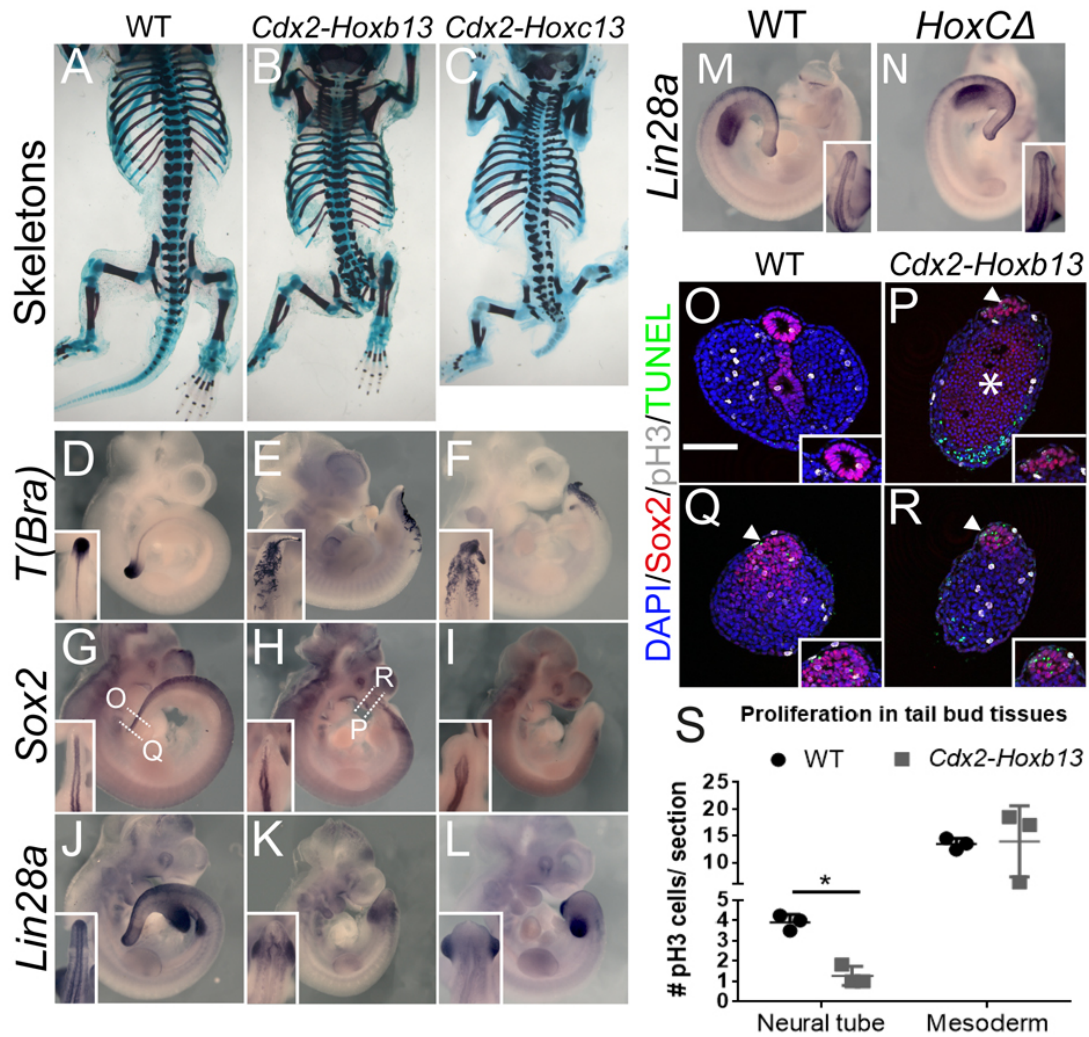 WT Cdx2-Hoxb13 Cdx2-Hoxc13
A B C
Skeletons
D E F
T(Bra)
G H I
O Q R P
Sox2
J K L
Lin28a
WT HoxCΔ
M N
Lin28a
WT Cdx2-Hoxb13
O P
*
Q R
DAPI/Sox2/pH3/TUNEL
S Proliferation in tail bud tissues
WT Cdx2-Hoxb13
# pH3 cells/ section
25
20
15
10
5
4
3
2
1
0
*
Neural tube Mesoderm